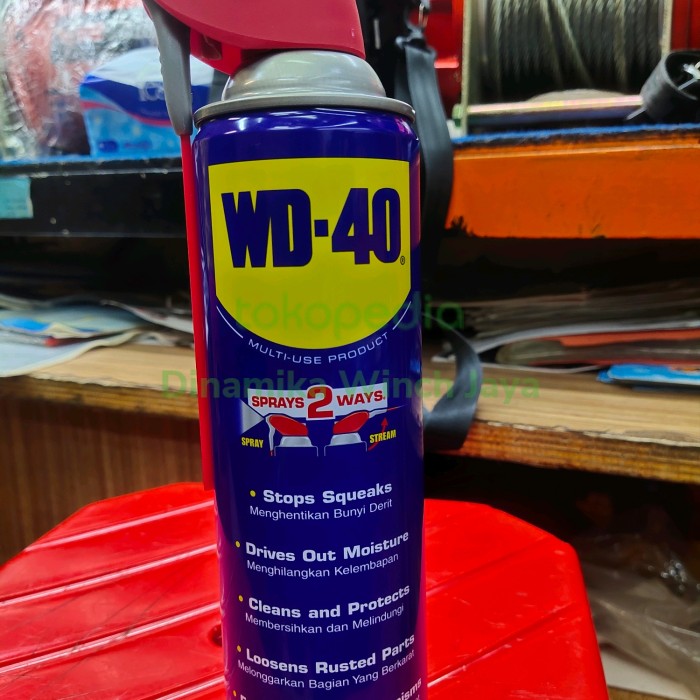 WD-40®
tokopedia
MULTI-USE PRODUCT
Dinamika Winch Jaya
SPRAYS 2 WAYS
SPRAY
STREAM
• Stops Squeaks
Menghentikan Bunyi Derit
• Drives Out Moisture
Menghilangkan Kelembapan
• Cleans and Protects
Membersihkan dan Melindungi
• Loosens Rusted Parts
Melonggarkan Bagian Yang Berkarat